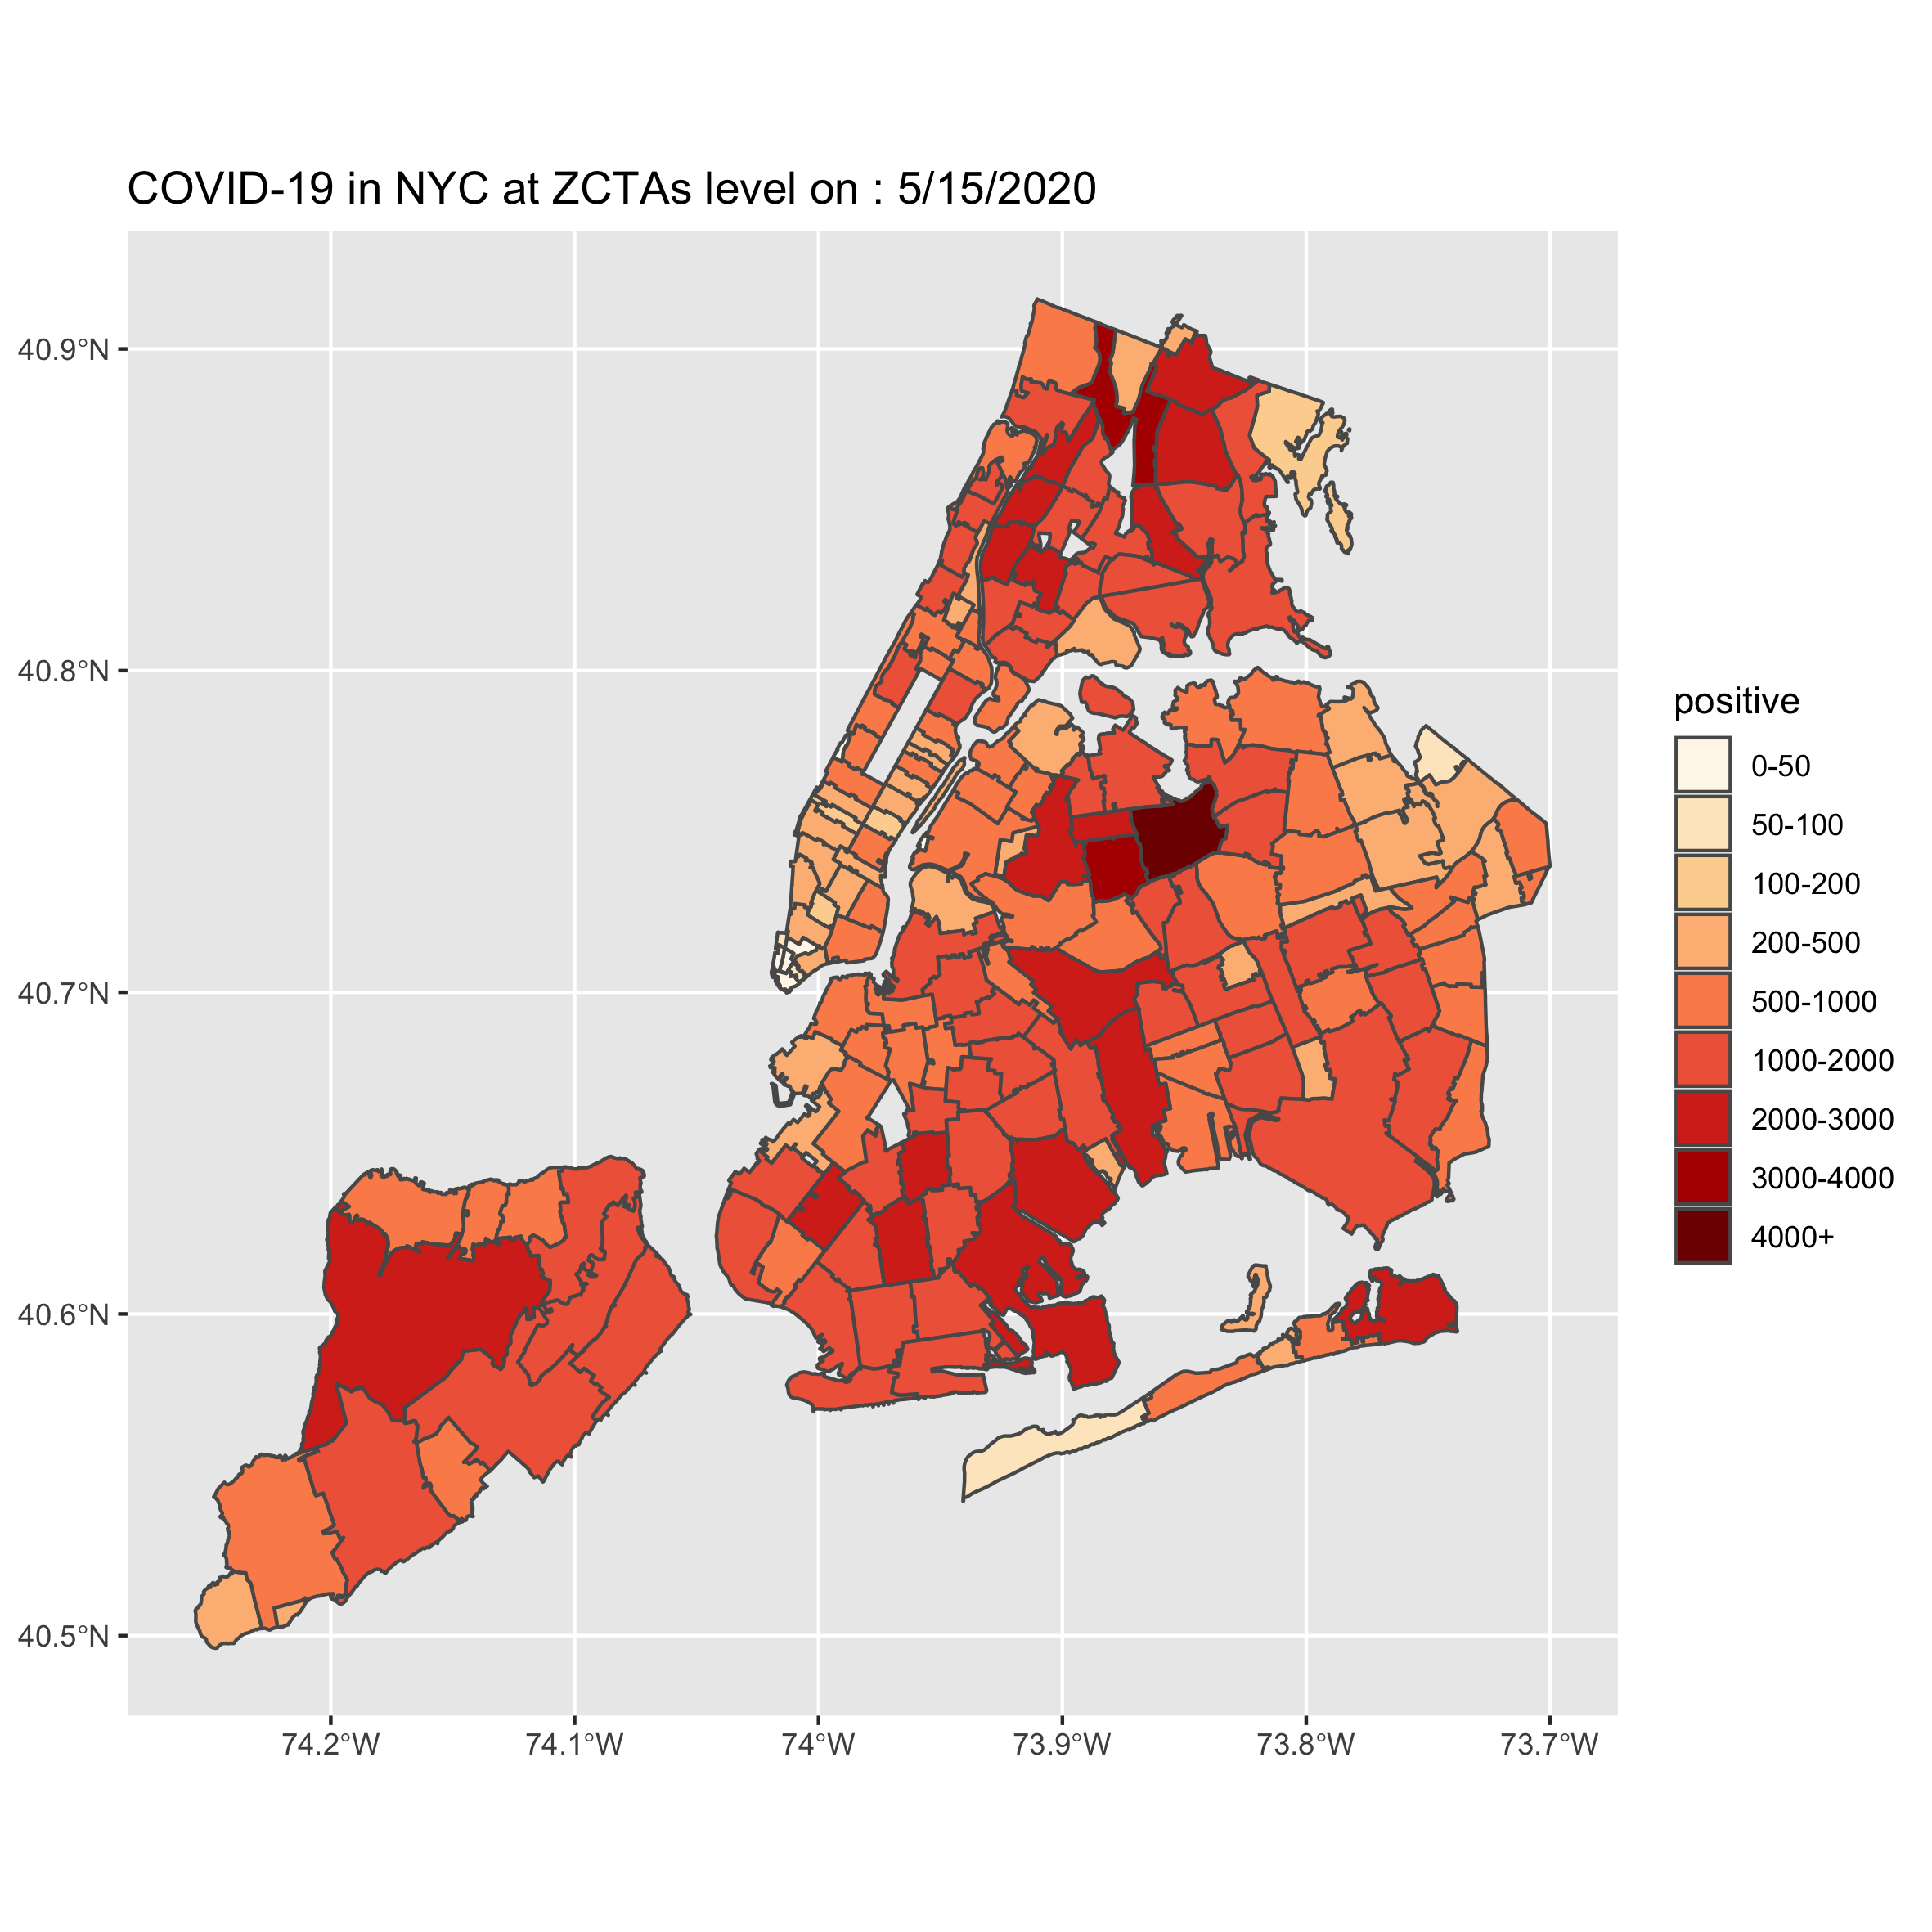 COVID-19 in NYC at ZCTAs level on : 5/15/2020
40.9°N
40.8°N
40.7°N
40.6°N
40.5°N
74.2°W
74.1°W
74°W
73.9°W
73.8°W
73.7°W
positive
0-50
50-100
100-200
200-500
500-1000
1000-2000
2000-3000
3000-4000
4000+